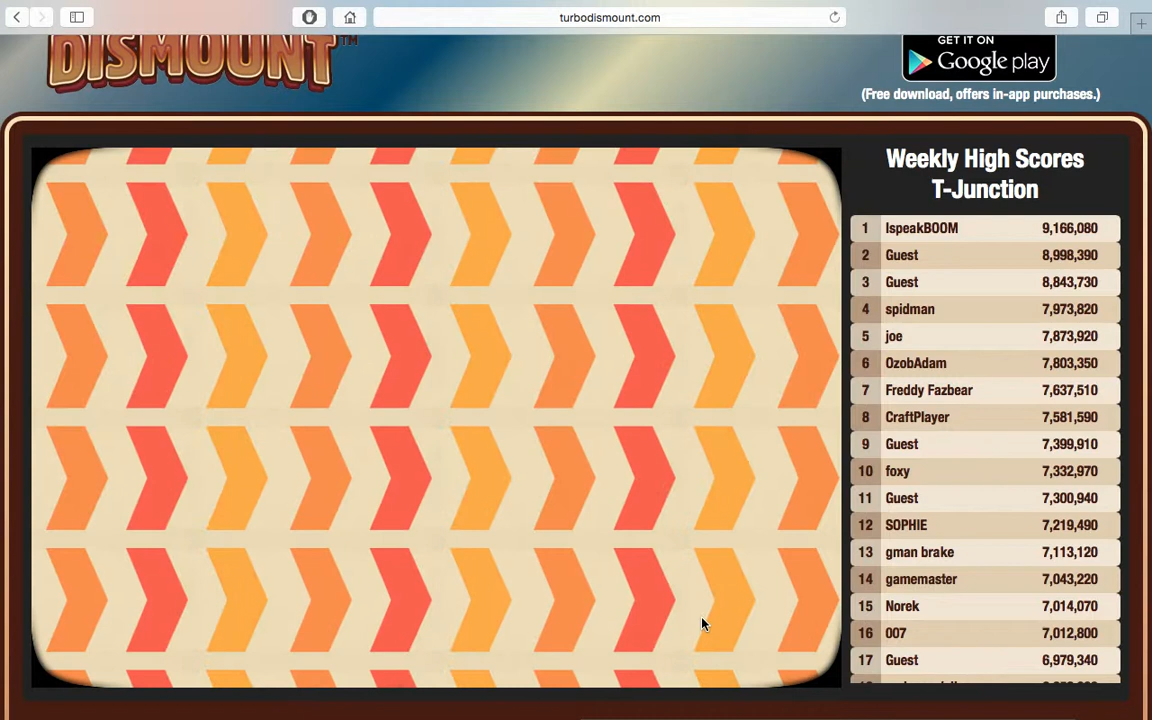 turbodismount.com
DISMOUNT™
GET IT ON
Google play
(Free download, offers in-app purchases.)
Weekly High Scores
T-Junction
1 IspeakBOOM 9,166,080
2 Guest 8,998,390
3 Guest 8,843,730
4 spidman 7,973,820
5 joe 7,873,920
6 OzobAdam 7,803,350
7 Freddy Fazbear 7,637,510
8 CraftPlayer 7,581,590
9 Guest 7,399,910
10 foxy 7,332,970
11 Guest 7,300,940
12 SOPHIE 7,219,490
13 gman brake 7,113,120
14 gamemaster 7,043,220
15 Norek 7,014,070
16 007 7,012,800
17 Guest 6,979,340